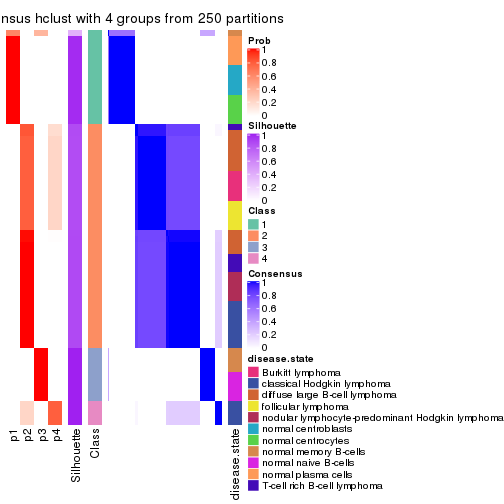 nsus hclust with 4 groups from 250 partitions
Prob
1
0.8
0.6
0.4
0.2
0
Silhouette
1
0.8
0.6
0.4
0.2
0
Class
1
2
3
4
Consensus
1
0.8
0.6
0.4
0.2
0
disease.state
Burkitt lymphoma
classical Hodgkin lymphoma
diffuse large B-cell lymphoma
follicular lymphoma
nodular lymphocyte-predominant Hodgkin lymphoma
normal centroblasts
normal centrocytes
normal memory B-cells
normal naive B-cells
normal plasma cells
T-cell rich B-cell lymphoma
p1
p2
p3
p4
Silhouette
Class
disease.state